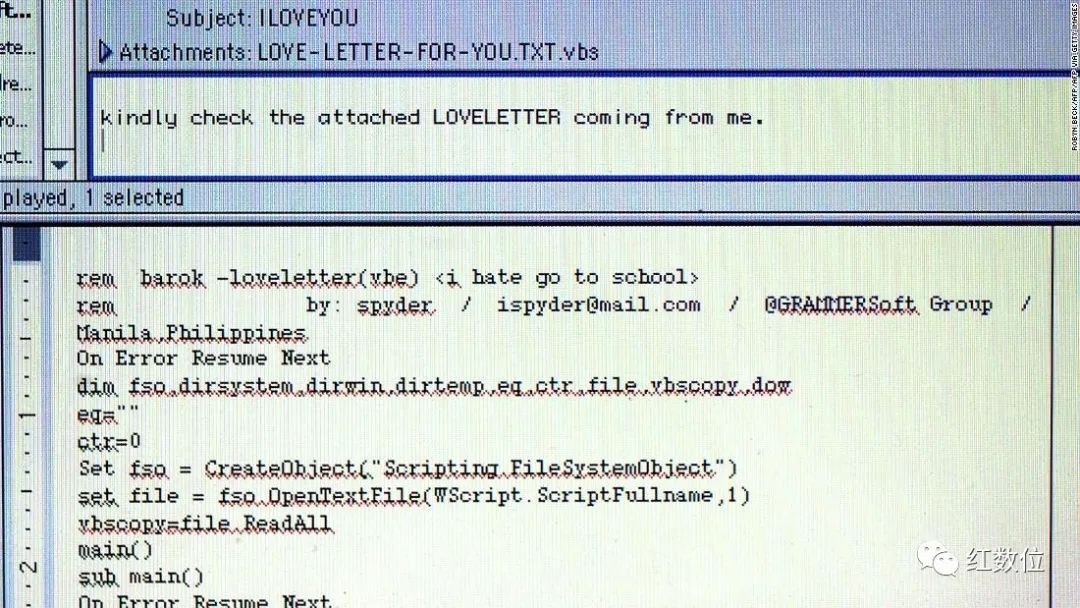 ft...
Subject: ILOVEYOU
ete...
Attachments: LOVE-LETTER-FOR-YOU.TXT.vbs
re...
ro...
kindly check the attached LOVELETTER coming from me.
ect...
played, 1 selected
rem barok -loveletter(vbe) <i hate go to school>
rem by: spyder / ispyder@mail.com / @GRAMMERSoft Group /
Manila,Philippines
On Error Resume Next
dim fso,dirsystem,dirwin,dirtemp,eq,ctr,file,vbscopy,dow
eq=""
ctr=0
Set fso = CreateObject("Scripting.FileSystemObject")
set file = fso.OpenTextFile(WScript.ScriptFullname,1)
vbscopy=file.ReadAll
main()
sub main()
On Error Resume Next
1
2
ROBYN BECK/AFP/AFP VIA GETTY IMAGES
红数位